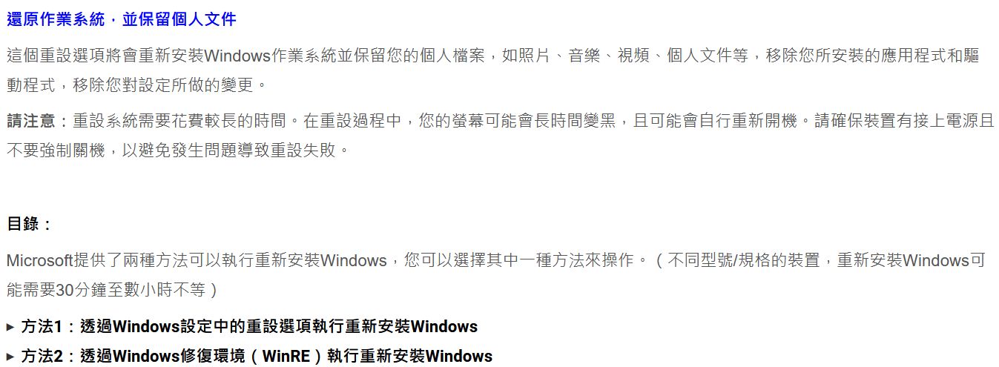 還原作業系統，並保留個人文件
這個重設選項將會重新安裝Windows作業系統並保留您的個人檔案，如照片、音樂、視頻、個人文件等，移除您所安裝的應用程式和驅
動程式，移除您對設定所做的變更。
請注意：重設系統需要花費較長的時間。在重設過程中，您的螢幕可能會長時間變黑，且可能會自行重新開機。請確保裝置有接上電源且
不要強制關機，以避免發生問題導致重設失敗。
目錄：
Microsoft提供了兩種方法可以執行重新安裝Windows，您可以選擇其中一種方法來操作。（不同型號/規格的裝置，重新安裝Windows可
能需要30分鐘至數小時不等）
▸ 方法1：透過Windows設定中的重設選項執行重新安裝Windows
▸ 方法2：透過Windows修復環境（WinRE）執行重新安裝Windows